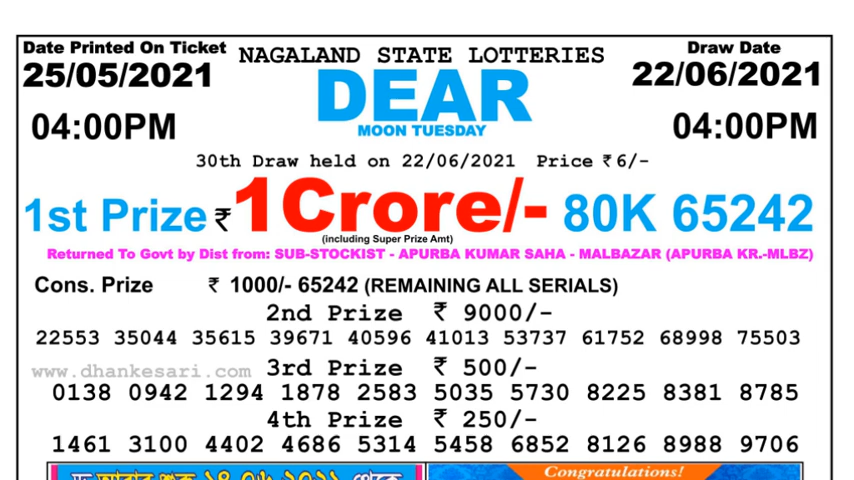 Date Printed On Ticket NAGALAND STATE LOTTERIES Draw Date
25/05/2021 DEAR 22/06/2021
04:00PM MOON TUESDAY 04:00PM
30th Draw held on 22/06/2021 Price ₹ 6/-
1st Prize ₹ 1Crore/- 80K 65242
(including Super Prize Amt)
Returned To Govt by Dist from: SUB-STOCKIST - APURBA KUMAR SAHA - MALBAZAR (APURBA KR.-MLBZ)
Cons. Prize ₹ 1000/- 65242 (REMAINING ALL SERIALS)
2nd Prize ₹ 9000/-
22553 35044 35615 39671 40596 41013 53737 61752 68998 75503
www.dhankesari.com 3rd Prize ₹ 500/-
0138 0942 1294 1878 2583 5035 5730 8225 8381 8785
4th Prize ₹ 250/-
1461 3100 4402 4686 5314 5458 6852 8126 8988 9706
Congratulations!